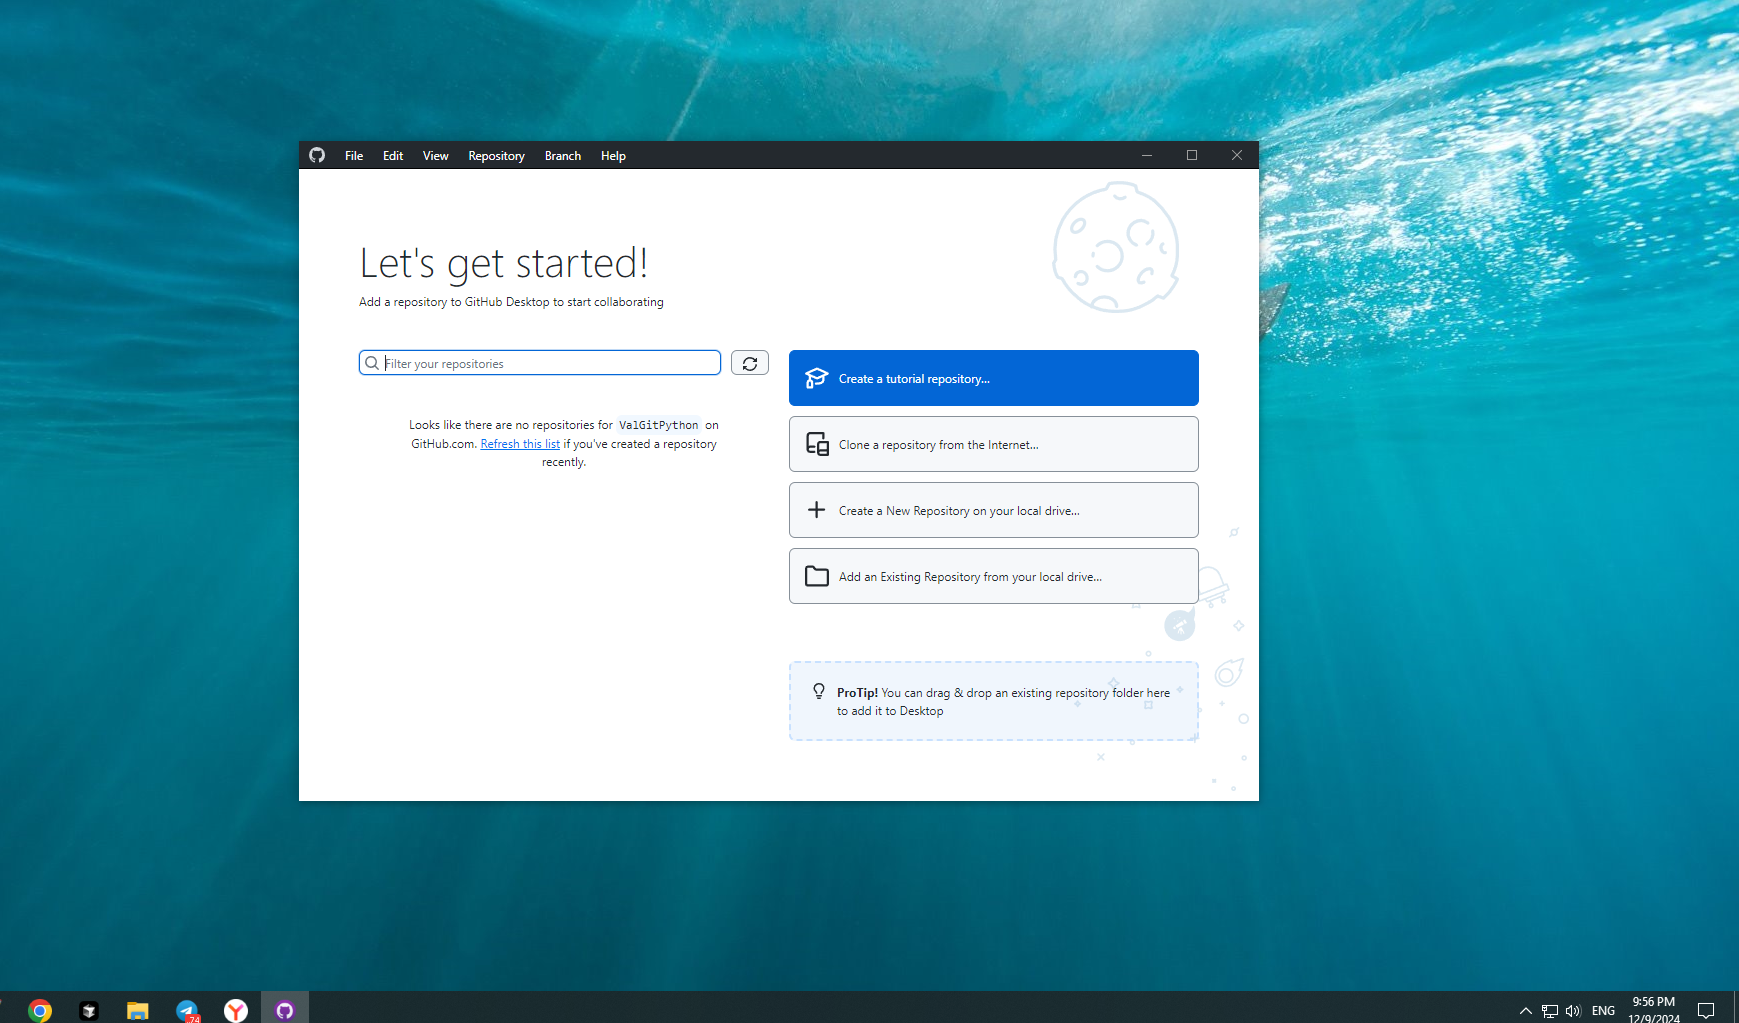 File Edit View Repository Branch Help
Let's get started!
Add a repository to GitHub Desktop to start collaborating
Filter your repositories
Looks like there are no repositories for ValGitPython on
GitHub.com. Refresh this list if you've created a repository
recently.
Create a tutorial repository...
Clone a repository from the Internet...
Create a New Repository on your local drive...
Add an Existing Repository from your local drive...
ProTip! You can drag & drop an existing repository folder here
to add it to Desktop
74
ENG
9:56 PM
12/9/2024